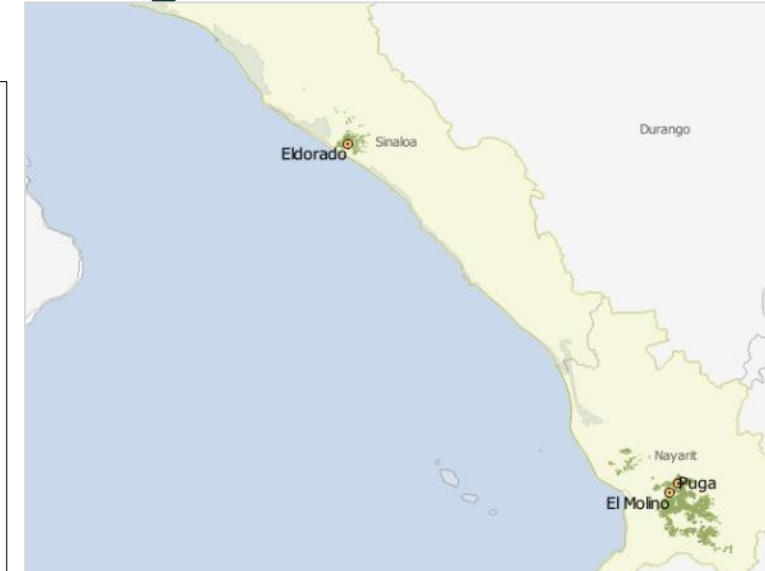 Durango
Sinaloa
Eldorado
Nayarit
Puga
El Molino